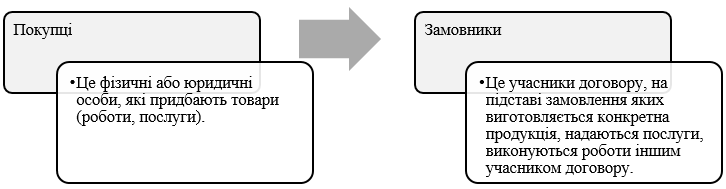 Покупці
•Це фізичні або юридичні
особи, які придбають товари
(роботи, послуги).
Замовники
•Це учасники договору, на
підставі замовлення яких
виготовляється конкретна
продукція, надаються послуги,
виконуються роботи іншим
учасником договору.